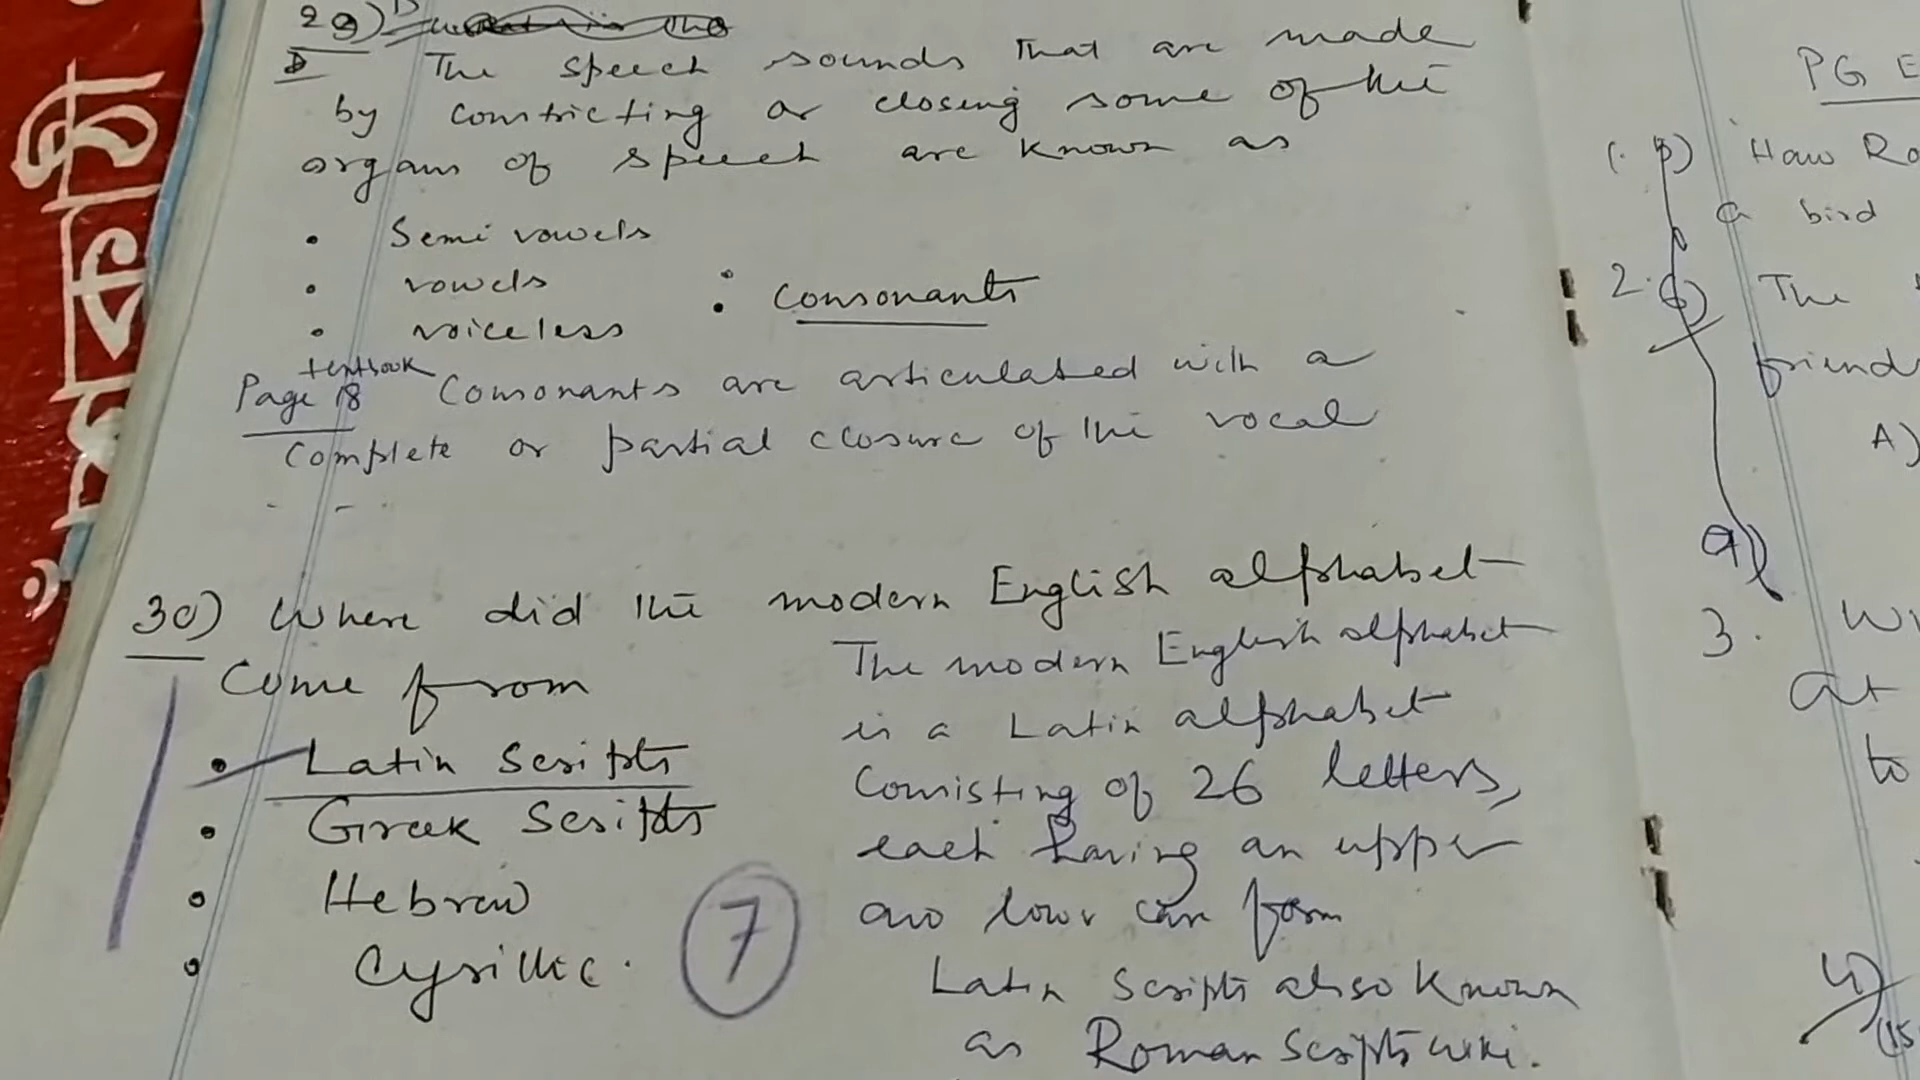 29)
The speech sounds that are made
by constricting or closing some of the
organs of speech are known as
• Semi vowels
• vowels
• voiceless
: Consonants
textbook
Page 18
Consonants are articulated with a
complete or partial closure of the vocal
30) Where did the modern English alphabet
Come from
• Latin Scripts
• Greek Scripts
• Hebrew
• Cyrillic.
7
The modern English alphabet
is a Latin alphabet
Consisting of 26 letters,
each having an upper
and lower case form
Latin Scripts also known
as Roman Scripts wiki.
PG E
How Ro
a bird
2. The
friend
A)
3. Wh
at
to
4)
(15